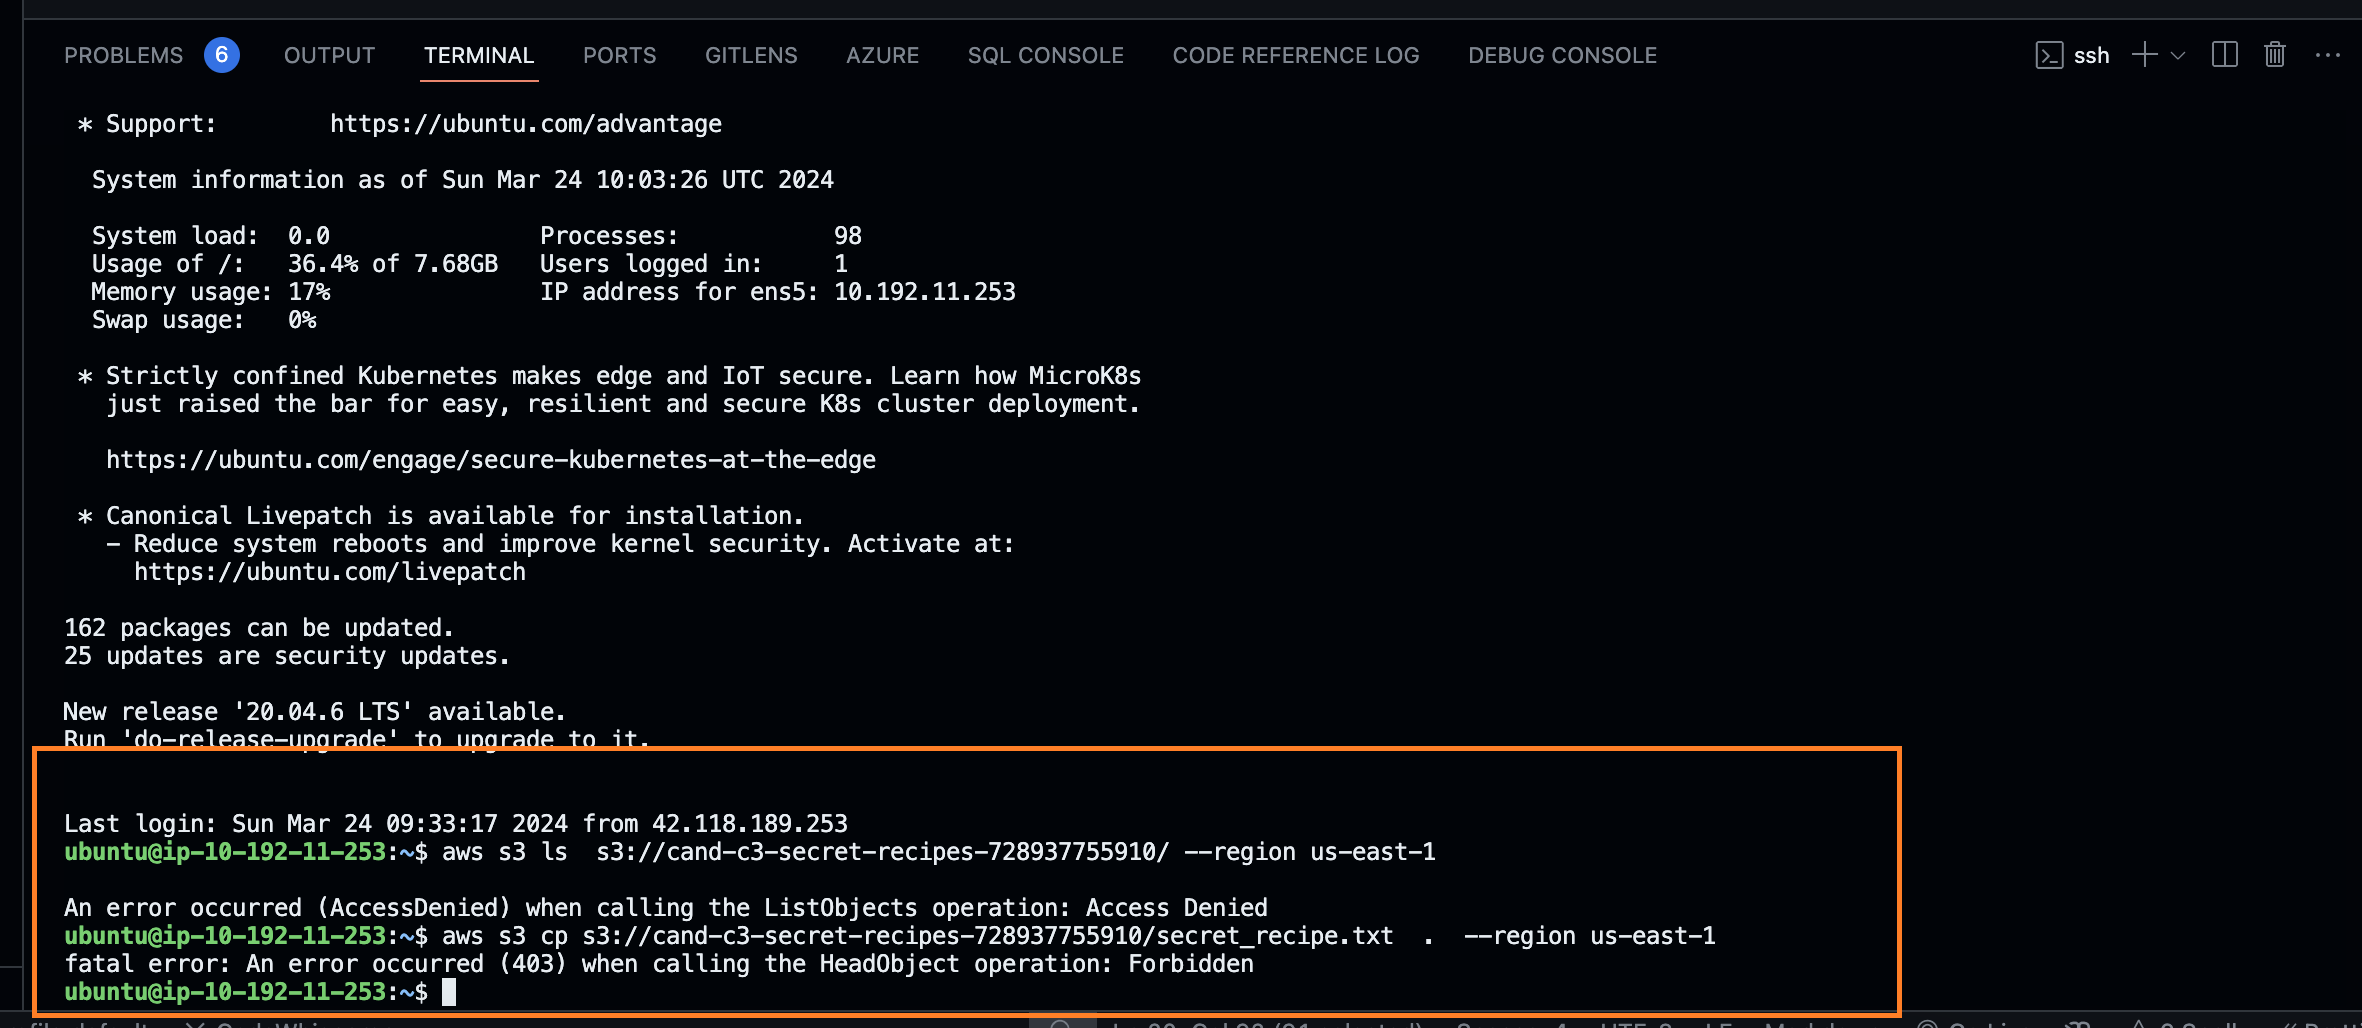 PROBLEMS 6 OUTPUT TERMINAL PORTS GITLENS AZURE SQL CONSOLE CODE REFERENCE LOG DEBUG CONSOLE ssh
* Support: https://ubuntu.com/advantage
System information as of Sun Mar 24 10:03:26 UTC 2024
System load: 0.0 Processes: 98
Usage of /: 36.4% of 7.68GB Users logged in: 1
Memory usage: 17% IP address for ens5: 10.192.11.253
Swap usage: 0%
* Strictly confined Kubernetes makes edge and IoT secure. Learn how MicroK8s
just raised the bar for easy, resilient and secure K8s cluster deployment.
https://ubuntu.com/engage/secure-kubernetes-at-the-edge
* Canonical Livepatch is available for installation.
- Reduce system reboots and improve kernel security. Activate at:
https://ubuntu.com/livepatch
162 packages can be updated.
25 updates are security updates.
New release '20.04.6 LTS' available.
Run 'do-release-upgrade' to upgrade to it.
Last login: Sun Mar 24 09:33:17 2024 from 42.118.189.253
ubuntu@ip-10-192-11-253:~$ aws s3 ls  s3://cand-c3-secret-recipes-728937755910/ --region us-east-1
An error occurred (AccessDenied) when calling the ListObjects operation: Access Denied
ubuntu@ip-10-192-11-253:~$ aws s3 cp s3://cand-c3-secret-recipes-728937755910/secret_recipe.txt  .  --region us-east-1
fatal error: An error occurred (403) when calling the HeadObject operation: Forbidden
ubuntu@ip-10-192-11-253:~$